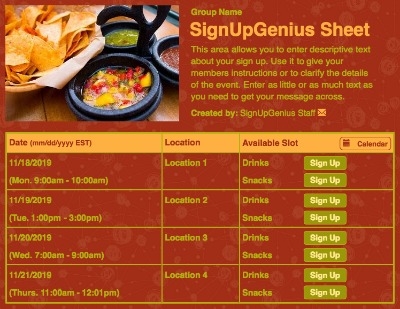 Group Name
SignUpGenius Sheet
This area allows you to enter descriptive text
about your sign up. Use it to give your
members instructions or to clarify the details
of the event. Enter as little or as much text as
you need to get your message across.
Created by: SignUpGenius Staff
Date (mm/dd/yyyy EST) Location Available Slot Calendar
11/18/2019 Location 1 Drinks Sign Up
(Mon. 9:00am - 10:00am) Snacks Sign Up
11/19/2019 Location 2 Drinks Sign Up
(Tue. 1:00pm - 3:00pm) Snacks Sign Up
11/20/2019 Location 3 Drinks Sign Up
(Wed. 7:00am - 9:00am) Snacks Sign Up
11/21/2019 Location 4 Drinks Sign Up
(Thurs. 11:00am - 12:01pm) Snacks Sign Up